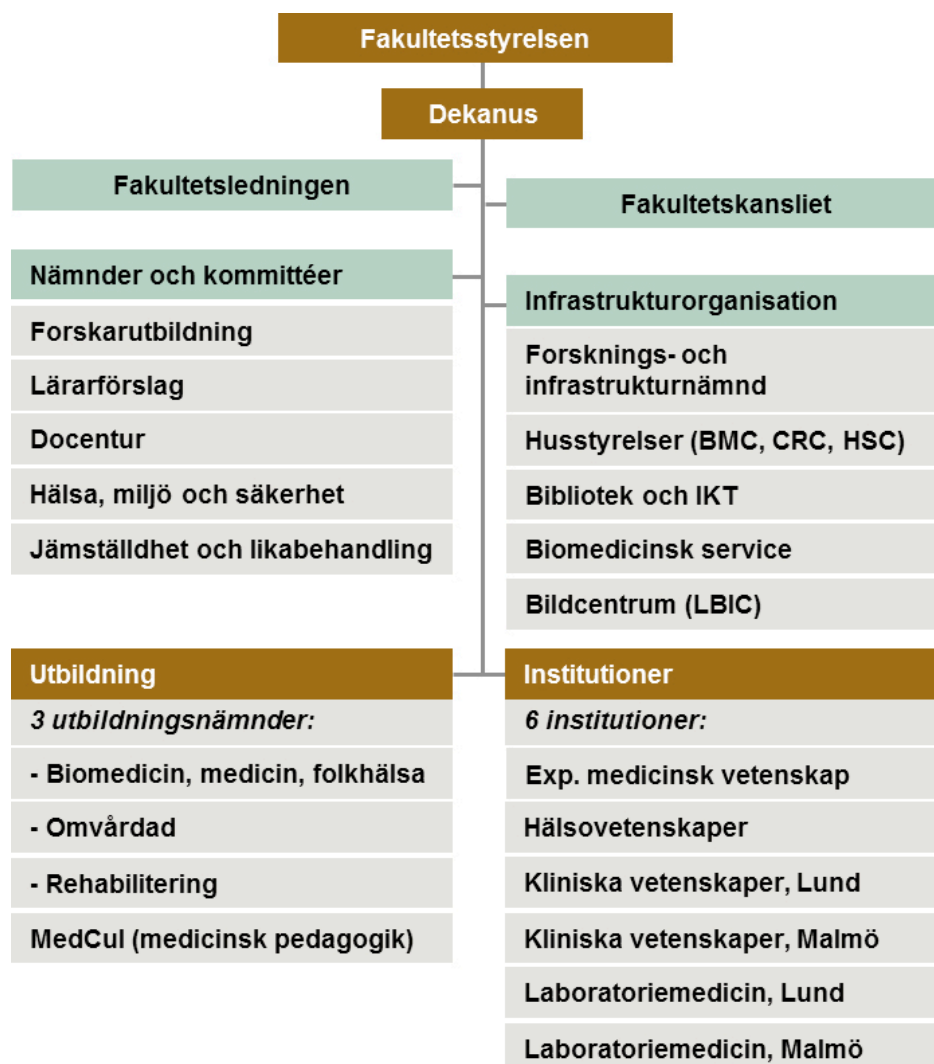 Fakultetsstyrelsen
Dekanus
Fakultetsledningen
Fakultetskansliet
Nämnder och kommittéer
Forskarutbildning
Lärarförslag
Docentur
Hälsa, miljö och säkerhet
Jämställdhet och likabehandling
Infrastrukturorganisation
Forsknings- och
infrastrukturnämnd
Husstyrelser (BMC, CRC, HSC)
Bibliotek och IKT
Biomedicinsk service
Bildcentrum (LBIC)
Utbildning
3 utbildningsnämnder:
- Biomedicin, medicin, folkhälsa
- Omvårdad
- Rehabilitering
MedCul (medicinsk pedagogik)
Institutioner
6 institutioner:
Exp. medicinsk vetenskap
Hälsovetenskaper
Kliniska vetenskaper, Lund
Kliniska vetenskaper, Malmö
Laboratoriemedicin, Lund
Laboratoriemedicin, Malmö